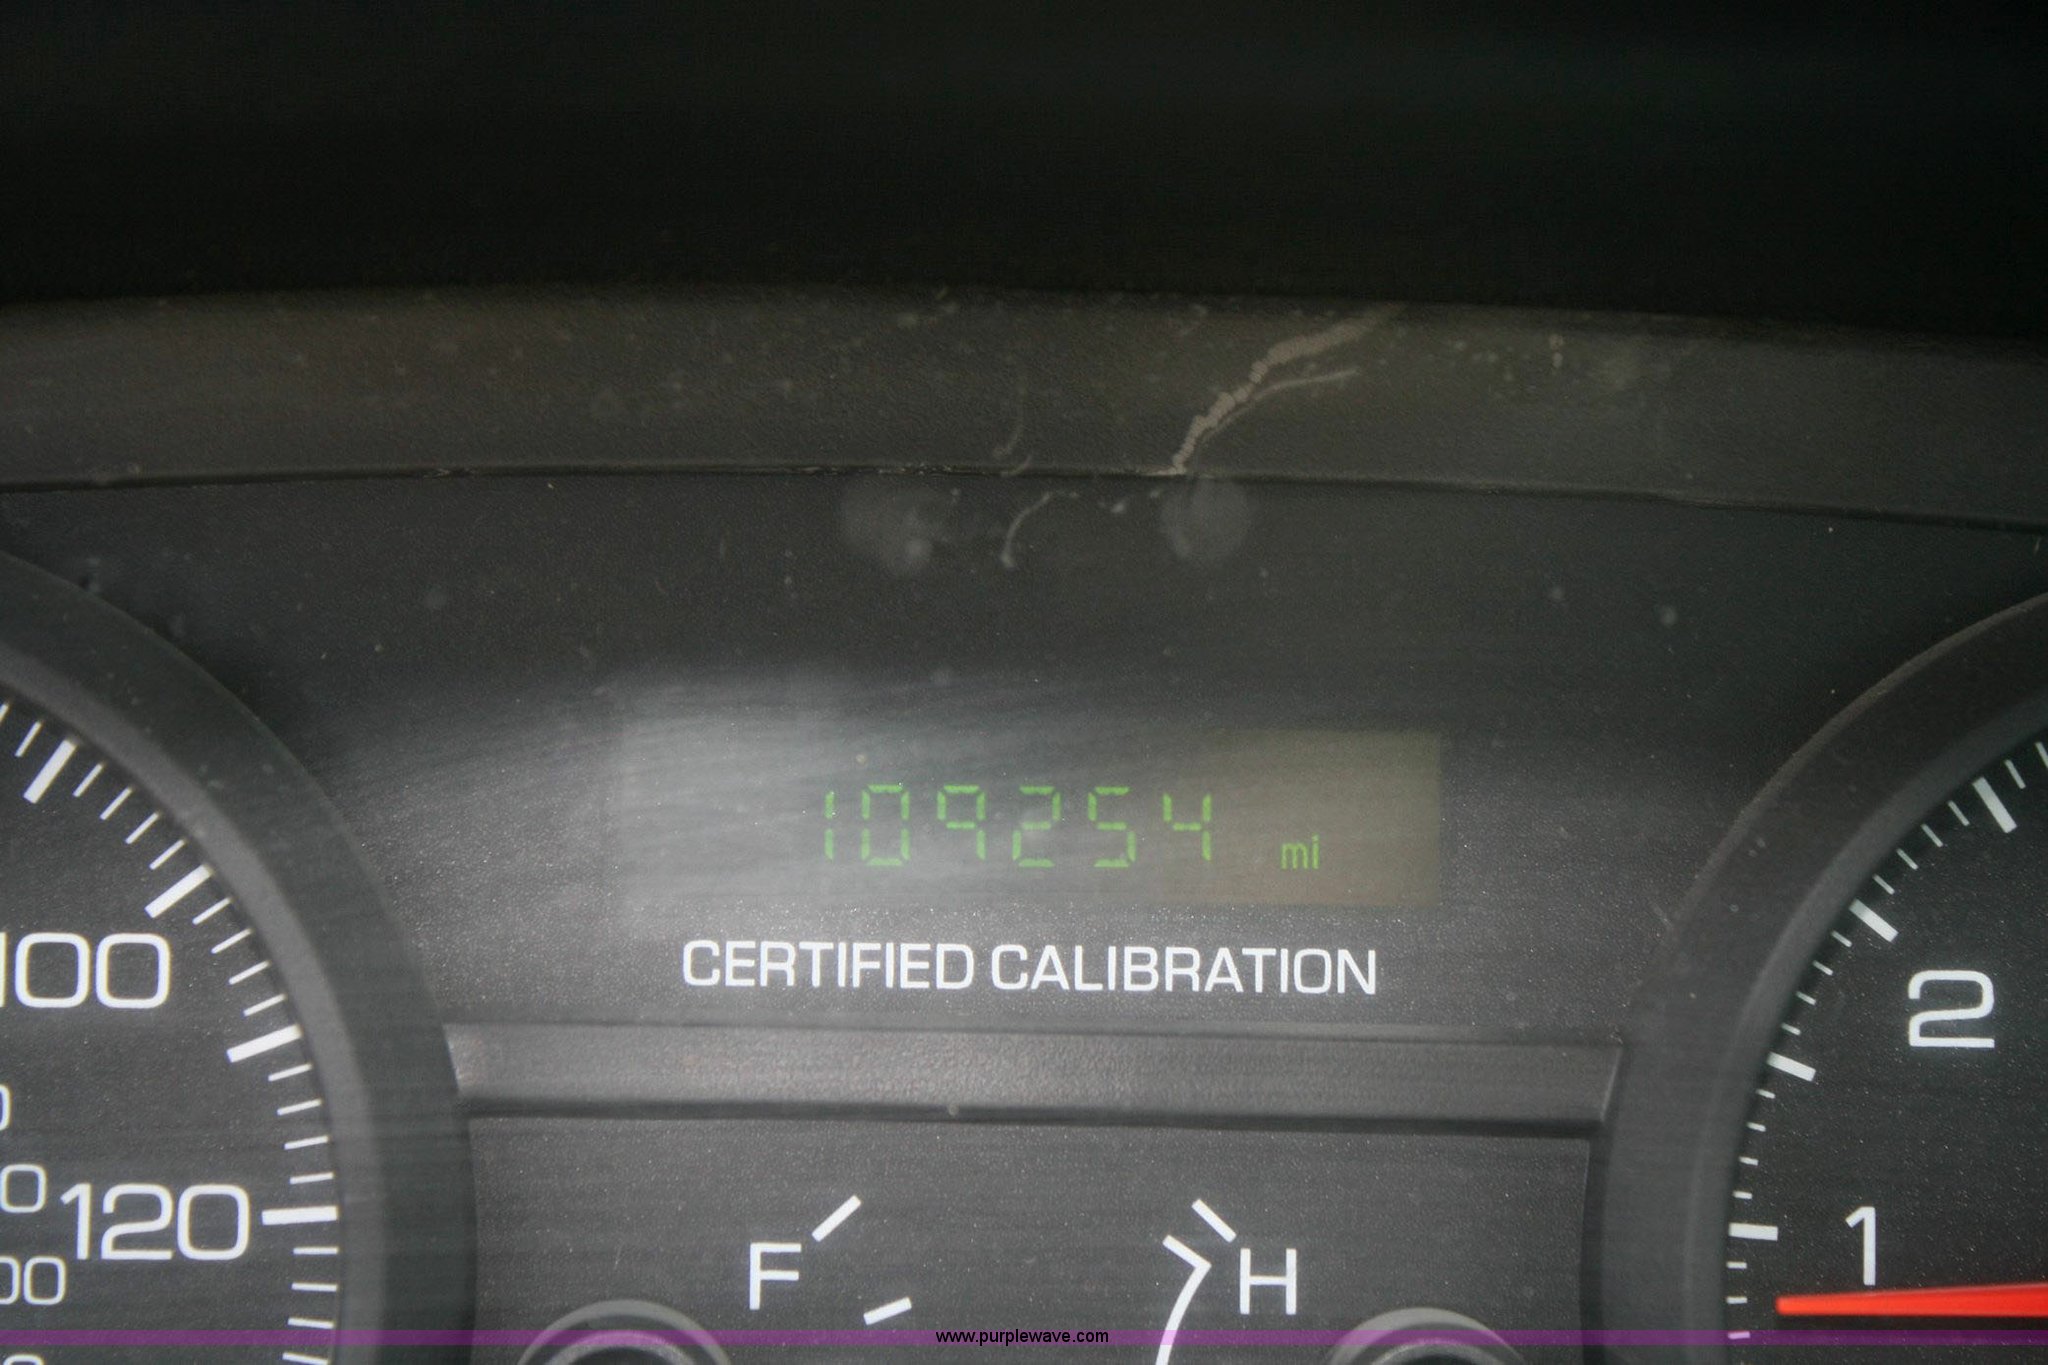 109254 mi
CERTIFIED CALIBRATION
100
2
120
1
F
H
www.purplewave.com